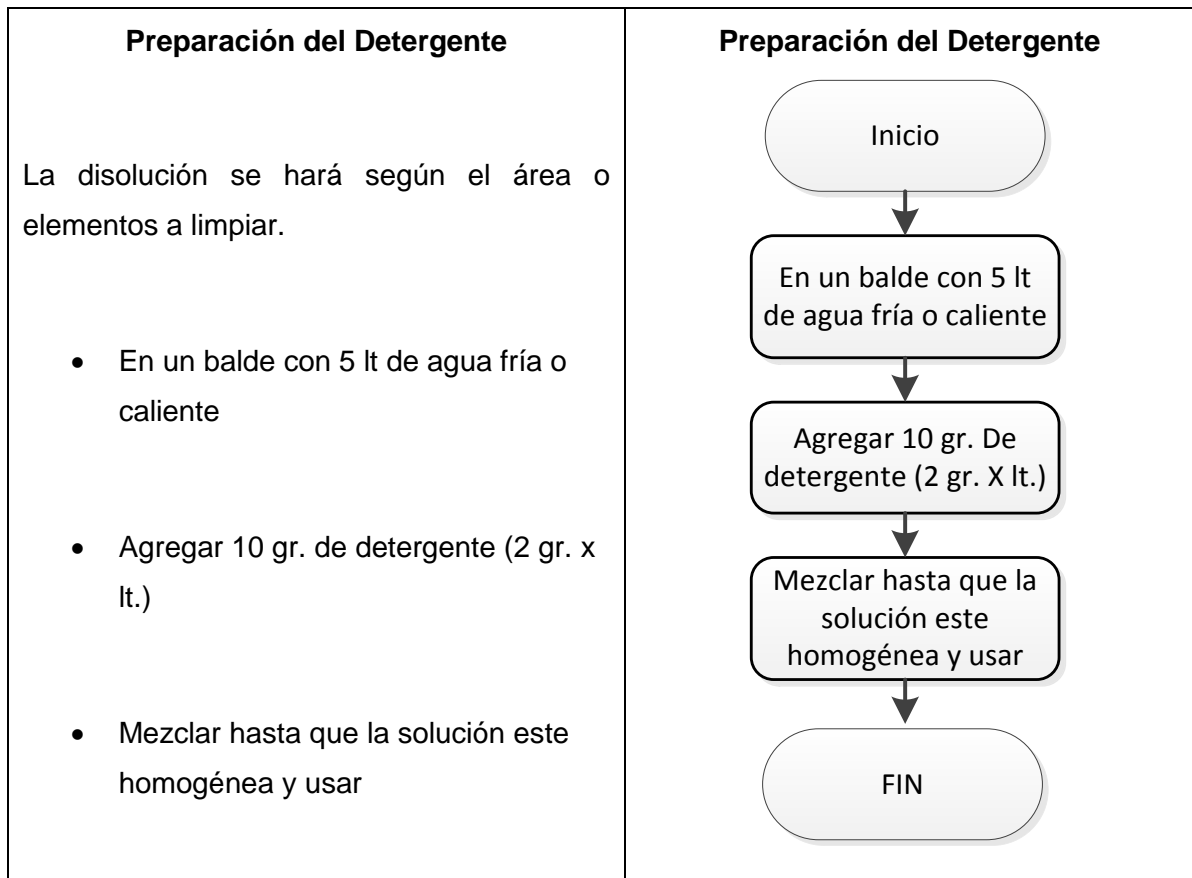 Preparación del Detergente
La disolución se hará según el área o
elementos a limpiar.
• En un balde con 5 lt de agua fría o
caliente
• Agregar 10 gr. de detergente (2 gr. x
lt.)
• Mezclar hasta que la solución este
homogénea y usar
Preparación del Detergente
Inicio
En un balde con 5 lt
de agua fría o caliente
Agregar 10 gr. De
detergente (2 gr. X lt.)
Mezclar hasta que la
solución este
homogénea y usar
FIN